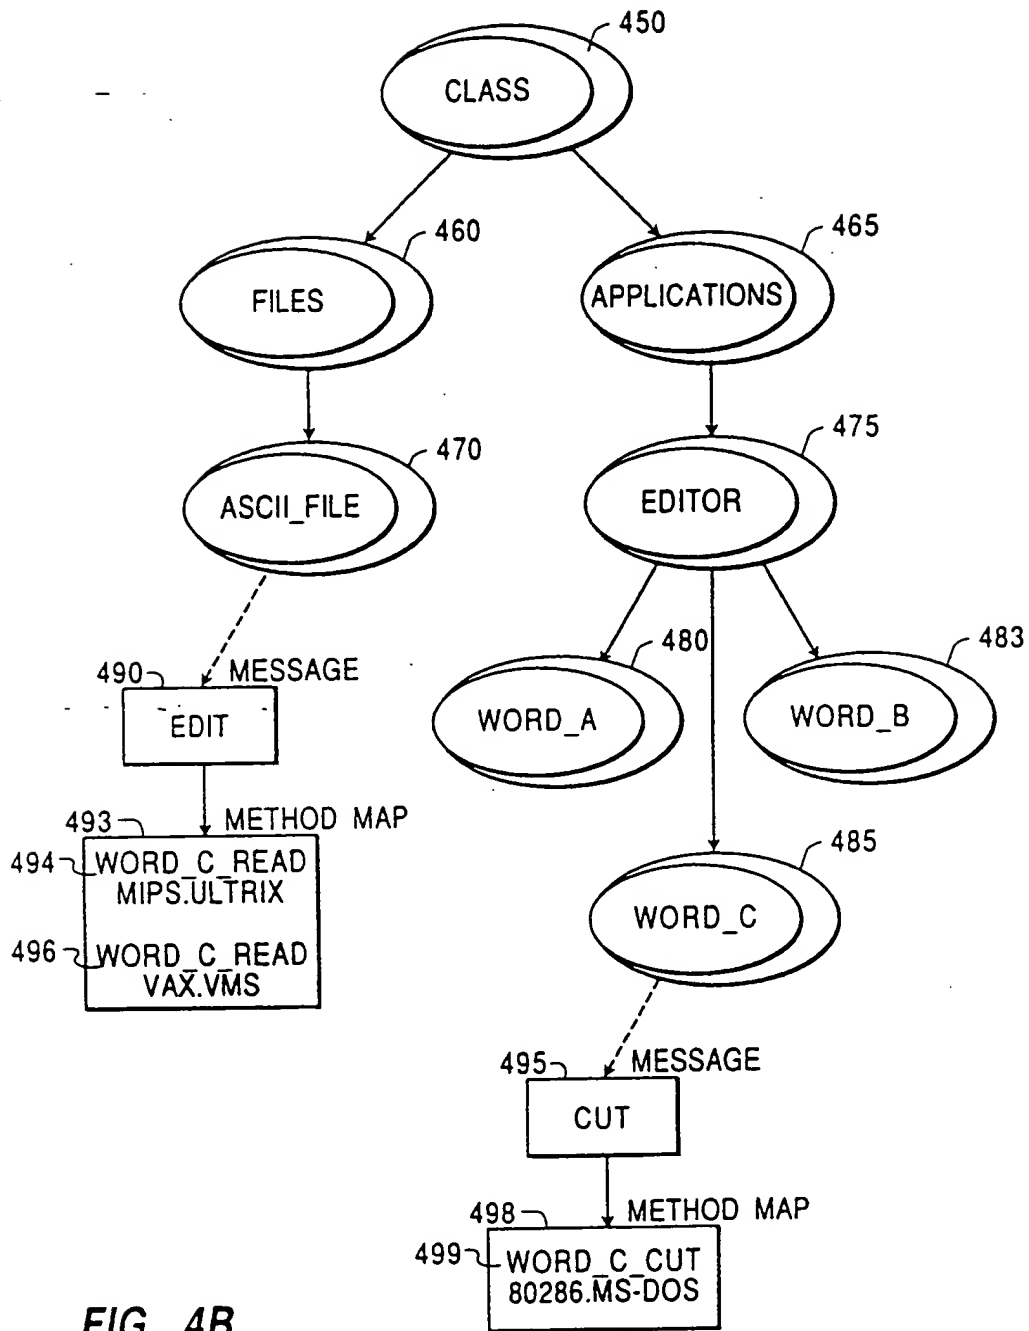 450
CLASS
460
465
FILES
APPLICATIONS
470
475
ASCII_FILE
EDITOR
480
483
490
MESSAGE
WORD_A
WORD_B
EDIT
493
METHOD MAP
494
WORD_C_READ
MIPS.ULTRIX
485
WORD_C
496
WORD_C_READ
VAX.VMS
495
MESSAGE
CUT
498
METHOD MAP
499
WORD_C_CUT
80286.MS-DOS
FIG. 4B